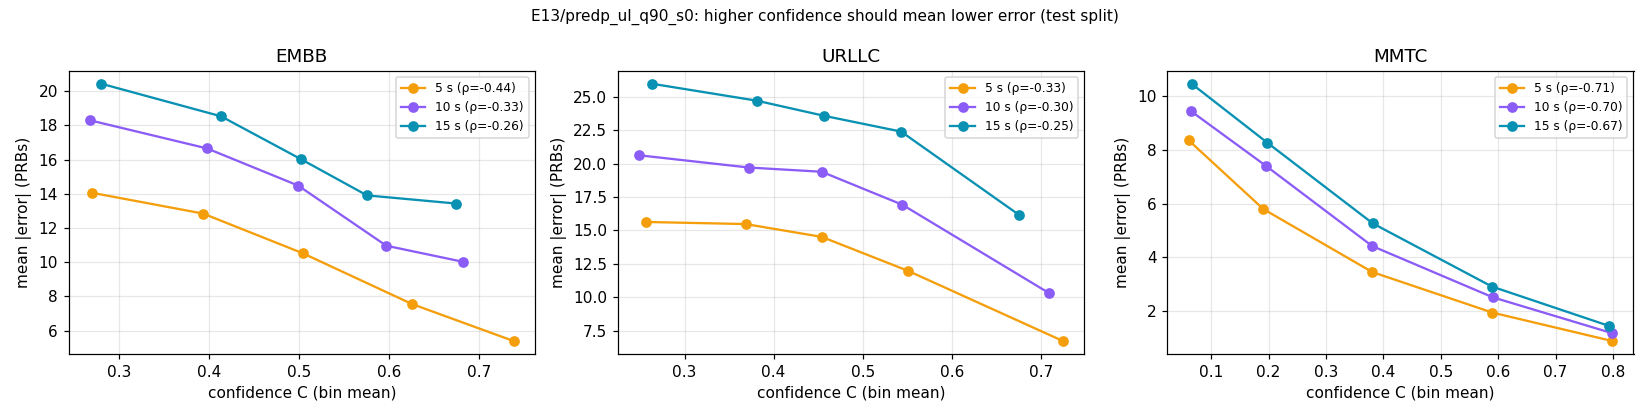 E13/predp_ul_q90_s0: higher confidence should mean lower error (test split)
EMBB
mean |error| (PRBs)
20
18
16
14
12
10
8
6
0.3 0.4 0.5 0.6 0.7
confidence C (bin mean)
5 s (ρ=-0.44)
10 s (ρ=-0.33)
15 s (ρ=-0.26)
URLLC
mean |error| (PRBs)
25.0
22.5
20.0
17.5
15.0
12.5
10.0
7.5
0.3 0.4 0.5 0.6 0.7
confidence C (bin mean)
5 s (ρ=-0.33)
10 s (ρ=-0.30)
15 s (ρ=-0.25)
MMTC
mean |error| (PRBs)
10
8
6
4
2
0.1 0.2 0.3 0.4 0.5 0.6 0.7 0.8
confidence C (bin mean)
5 s (ρ=-0.71)
10 s (ρ=-0.70)
15 s (ρ=-0.67)